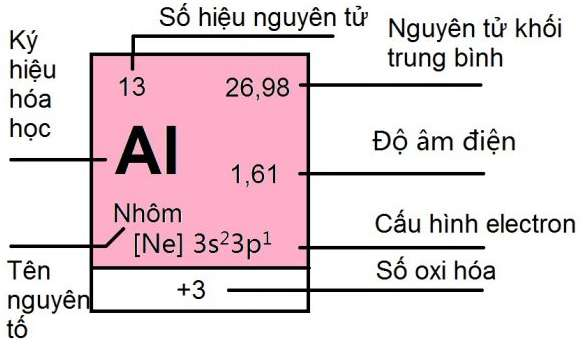 Số hiệu nguyên tử
Ký
hiệu
hóa
học
Nguyên tử khối
trung bình
13
26,98
Al
Độ âm điện
1,61
Nhôm
[Ne] 3s²3p¹
Cấu hình electron
Tên
nguyên
tố
+3
Số oxi hóa